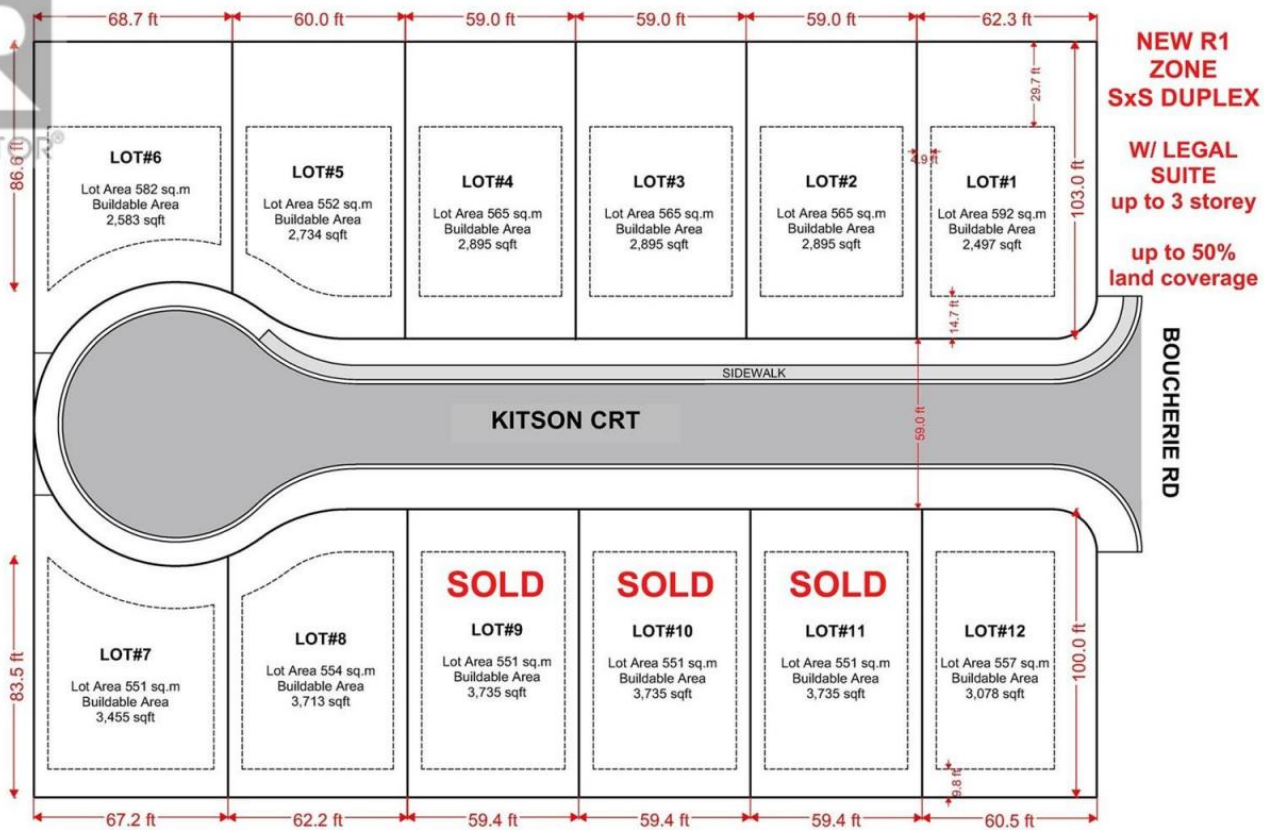 68.7 ft
60.0 ft
59.0 ft
59.0 ft
59.0 ft
62.3 ft
NEW R1
ZONE
SxS DUPLEX
W/ LEGAL
SUITE
up to 3 storey
up to 50%
land coverage
86.6 ft
29.7 ft
4.9 ft
103.0 ft
14.7 ft
LOT#6
Lot Area 582 sq.m
Buildable Area
2,583 sqft
LOT#5
Lot Area 552 sq.m
Buildable Area
2,734 sqft
LOT#4
Lot Area 565 sq.m
Buildable Area
2,895 sqft
LOT#3
Lot Area 565 sq.m
Buildable Area
2,895 sqft
LOT#2
Lot Area 565 sq.m
Buildable Area
2,895 sqft
LOT#1
Lot Area 592 sq.m
Buildable Area
2,497 sqft
SIDEWALK
KITSON CRT
59.0 ft
BOUCHERIE RD
83.5 ft
LOT#7
Lot Area 551 sq.m
Buildable Area
3,455 sqft
LOT#8
Lot Area 554 sq.m
Buildable Area
3,713 sqft
SOLD
LOT#9
Lot Area 551 sq.m
Buildable Area
3,735 sqft
SOLD
LOT#10
Lot Area 551 sq.m
Buildable Area
3,735 sqft
SOLD
LOT#11
Lot Area 551 sq.m
Buildable Area
3,735 sqft
LOT#12
Lot Area 557 sq.m
Buildable Area
3,078 sqft
100.0 ft
9.8 ft
67.2 ft
62.2 ft
59.4 ft
59.4 ft
59.4 ft
60.5 ft